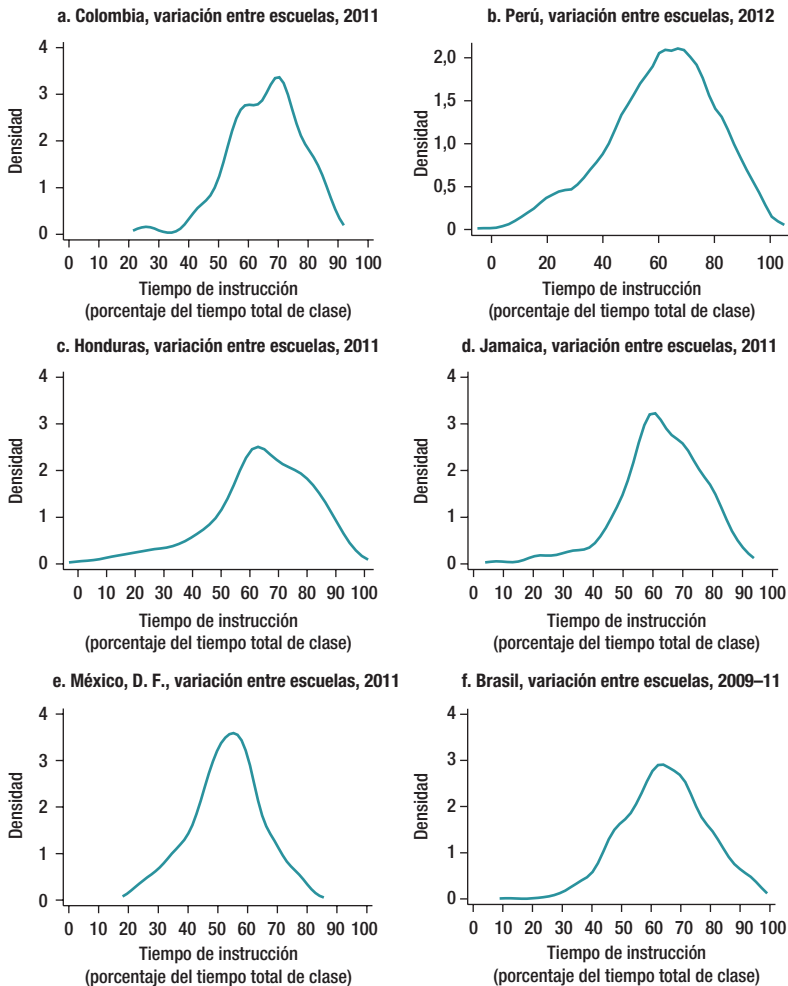 a. Colombia, variación entre escuelas, 2011
4
3
2
1
0
Densidad
0 10 20 30 40 50 60 70 80 90 100
Tiempo de instrucción
(porcentaje del tiempo total de clase)
b. Perú, variación entre escuelas, 2012
2,0
1,5
1,0
0,5
0
Densidad
0 20 40 60 80 100
Tiempo de instrucción
(porcentaje del tiempo total de clase)
c. Honduras, variación entre escuelas, 2011
4
3
2
1
0
Densidad
0 10 20 30 40 50 60 70 80 90 100
Tiempo de instrucción
(porcentaje del tiempo total de clase)
d. Jamaica, variación entre escuelas, 2011
4
3
2
1
0
Densidad
0 10 20 30 40 50 60 70 80 90 100
Tiempo de instrucción
(porcentaje del tiempo total de clase)
e. México, D. F., variación entre escuelas, 2011
4
3
2
1
0
Densidad
0 10 20 30 40 50 60 70 80 90 100
Tiempo de instrucción
(porcentaje del tiempo total de clase)
f. Brasil, variación entre escuelas, 2009–11
4
3
2
1
0
Densidad
0 10 20 30 40 50 60 70 80 90 100
Tiempo de instrucción
(porcentaje del tiempo total de clase)